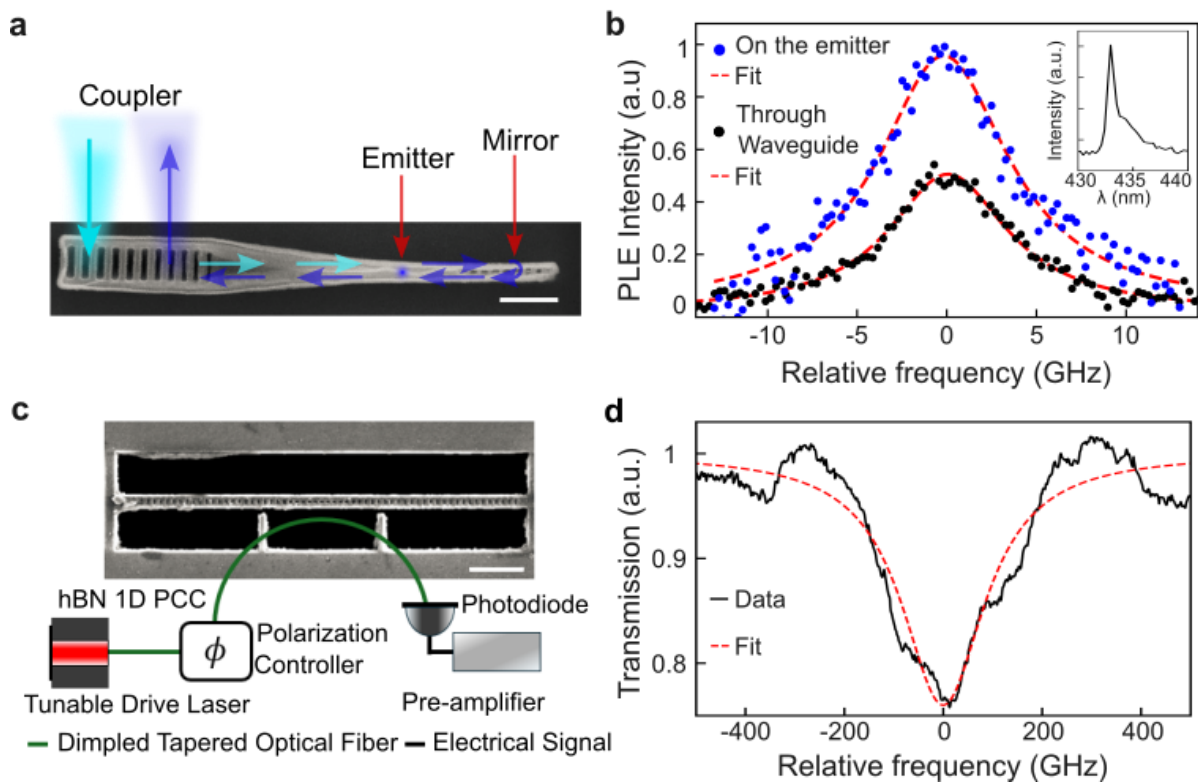 a
Coupler
Emitter
Mirror
b
PLE Intensity (a.u)
1
0.8
0.6
0.4
0.2
0
On the emitter
Fit
Through
Waveguide
Fit
Intensity (a.u.)
430 435 440
λ (nm)
-10 -5 0 5 10
Relative frequency (GHz)
c
hBN 1D PCC
Photodiode
ϕ
Polarization
Controller
Tunable Drive Laser
Pre-amplifier
Dimpled Tapered Optical Fiber
Electrical Signal
d
Transmission (a.u.)
1
0.9
0.8
Data
Fit
-400 -200 0 200 400
Relative frequency (GHz)